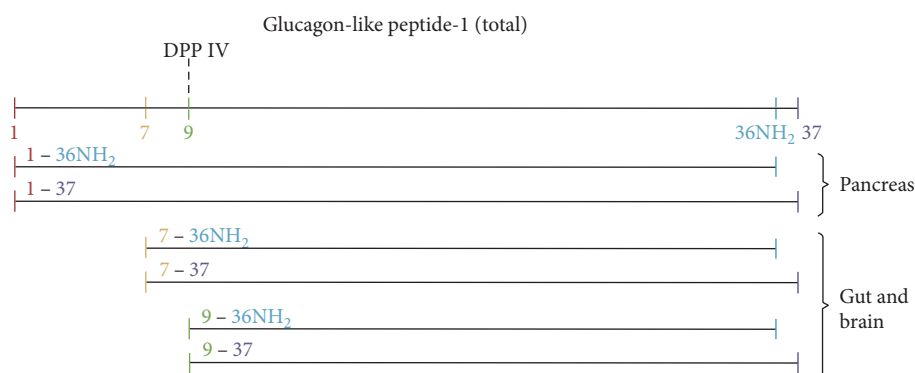 Glucagon-like peptide-1 (total)
DPP IV
1 7 9 36NH₂ 37
1 – 36NH₂
1 – 37
Pancreas
7 – 36NH₂
7 – 37
9 – 36NH₂
9 – 37
Gut and
brain